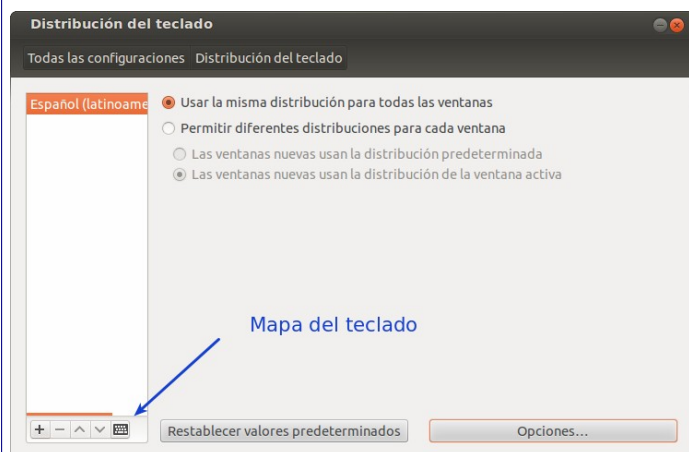 Distribución del teclado
Todas las configuraciones Distribución del teclado
Español (latinoame
Usar la misma distribución para todas las ventanas
Permitir diferentes distribuciones para cada ventana
Las ventanas nuevas usan la distribución predeterminada
Las ventanas nuevas usan la distribución de la ventana activa
Mapa del teclado
Restablecer valores predeterminados
Opciones...